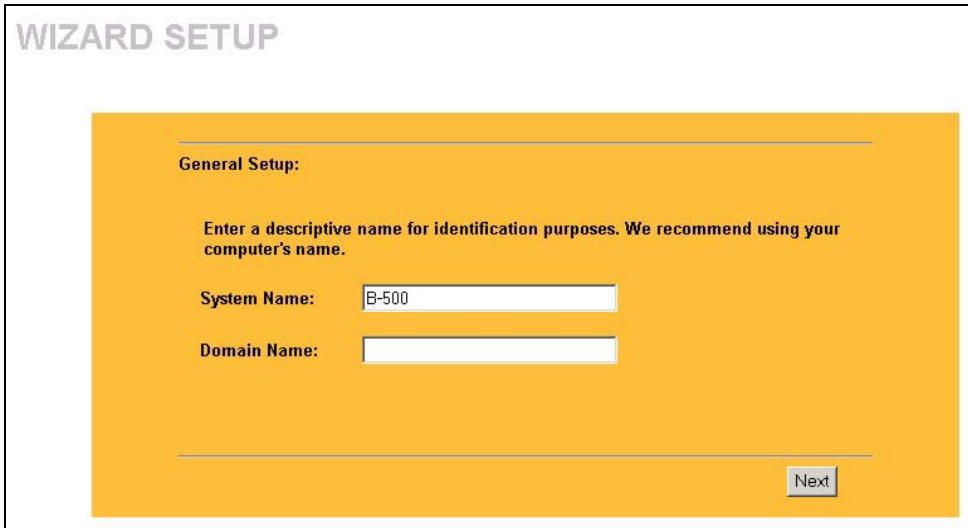 WIZARD SETUP
General Setup:
Enter a descriptive name for identification purposes. We recommend using your
computer's name.
System Name: B-500
Domain Name:
Next